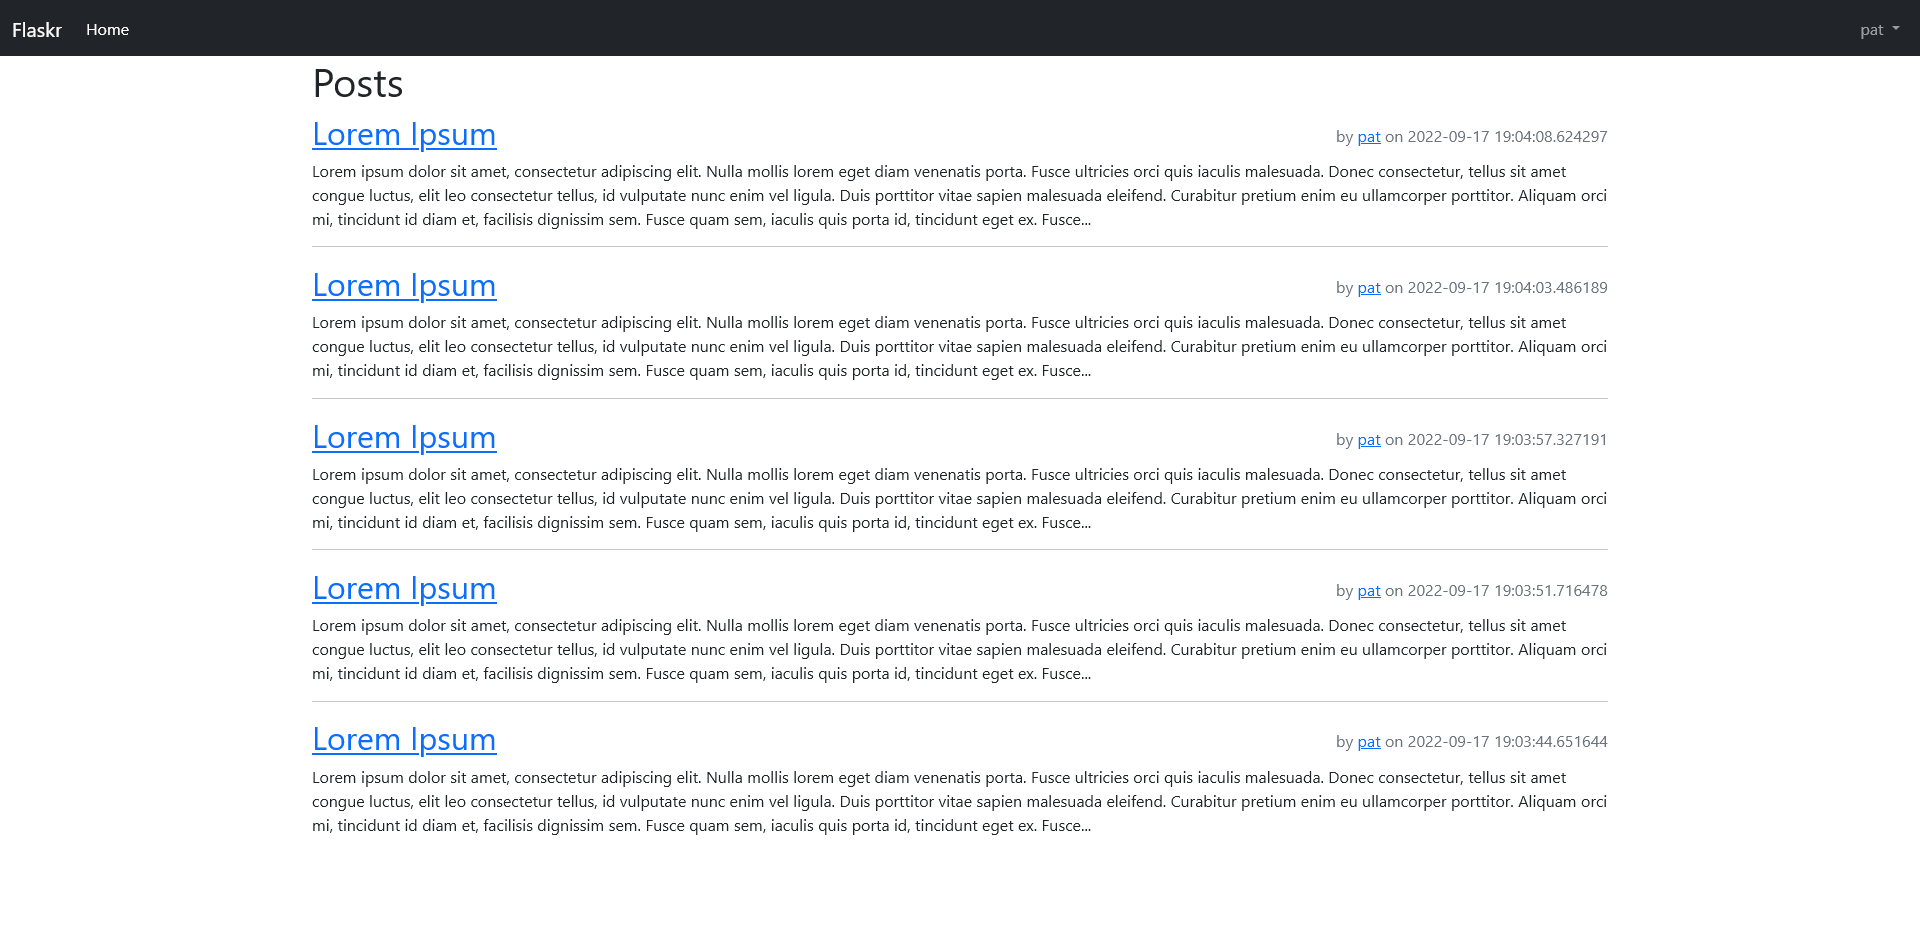 Flaskr Home pat
Posts
Lorem Ipsum by pat on 2022-09-17 19:04:08.624297
Lorem ipsum dolor sit amet, consectetur adipiscing elit. Nulla mollis lorem eget diam venenatis porta. Fusce ultricies orci quis iaculis malesuada. Donec consectetur, tellus sit amet
congue luctus, elit leo consectetur tellus, id vulputate nunc enim vel ligula. Duis porttitor vitae sapien malesuada eleifend. Curabitur pretium enim eu ullamcorper porttitor. Aliquam orci
mi, tincidunt id diam et, facilisis dignissim sem. Fusce quam sem, iaculis quis porta id, tincidunt eget ex. Fusce...
Lorem Ipsum by pat on 2022-09-17 19:04:03.486189
Lorem ipsum dolor sit amet, consectetur adipiscing elit. Nulla mollis lorem eget diam venenatis porta. Fusce ultricies orci quis iaculis malesuada. Donec consectetur, tellus sit amet
congue luctus, elit leo consectetur tellus, id vulputate nunc enim vel ligula. Duis porttitor vitae sapien malesuada eleifend. Curabitur pretium enim eu ullamcorper porttitor. Aliquam orci
mi, tincidunt id diam et, facilisis dignissim sem. Fusce quam sem, iaculis quis porta id, tincidunt eget ex. Fusce...
Lorem Ipsum by pat on 2022-09-17 19:03:57.327191
Lorem ipsum dolor sit amet, consectetur adipiscing elit. Nulla mollis lorem eget diam venenatis porta. Fusce ultricies orci quis iaculis malesuada. Donec consectetur, tellus sit amet
congue luctus, elit leo consectetur tellus, id vulputate nunc enim vel ligula. Duis porttitor vitae sapien malesuada eleifend. Curabitur pretium enim eu ullamcorper porttitor. Aliquam orci
mi, tincidunt id diam et, facilisis dignissim sem. Fusce quam sem, iaculis quis porta id, tincidunt eget ex. Fusce...
Lorem Ipsum by pat on 2022-09-17 19:03:51.716478
Lorem ipsum dolor sit amet, consectetur adipiscing elit. Nulla mollis lorem eget diam venenatis porta. Fusce ultricies orci quis iaculis malesuada. Donec consectetur, tellus sit amet
congue luctus, elit leo consectetur tellus, id vulputate nunc enim vel ligula. Duis porttitor vitae sapien malesuada eleifend. Curabitur pretium enim eu ullamcorper porttitor. Aliquam orci
mi, tincidunt id diam et, facilisis dignissim sem. Fusce quam sem, iaculis quis porta id, tincidunt eget ex. Fusce...
Lorem Ipsum by pat on 2022-09-17 19:03:44.651644
Lorem ipsum dolor sit amet, consectetur adipiscing elit. Nulla mollis lorem eget diam venenatis porta. Fusce ultricies orci quis iaculis malesuada. Donec consectetur, tellus sit amet
congue luctus, elit leo consectetur tellus, id vulputate nunc enim vel ligula. Duis porttitor vitae sapien malesuada eleifend. Curabitur pretium enim eu ullamcorper porttitor. Aliquam orci
mi, tincidunt id diam et, facilisis dignissim sem. Fusce quam sem, iaculis quis porta id, tincidunt eget ex. Fusce...